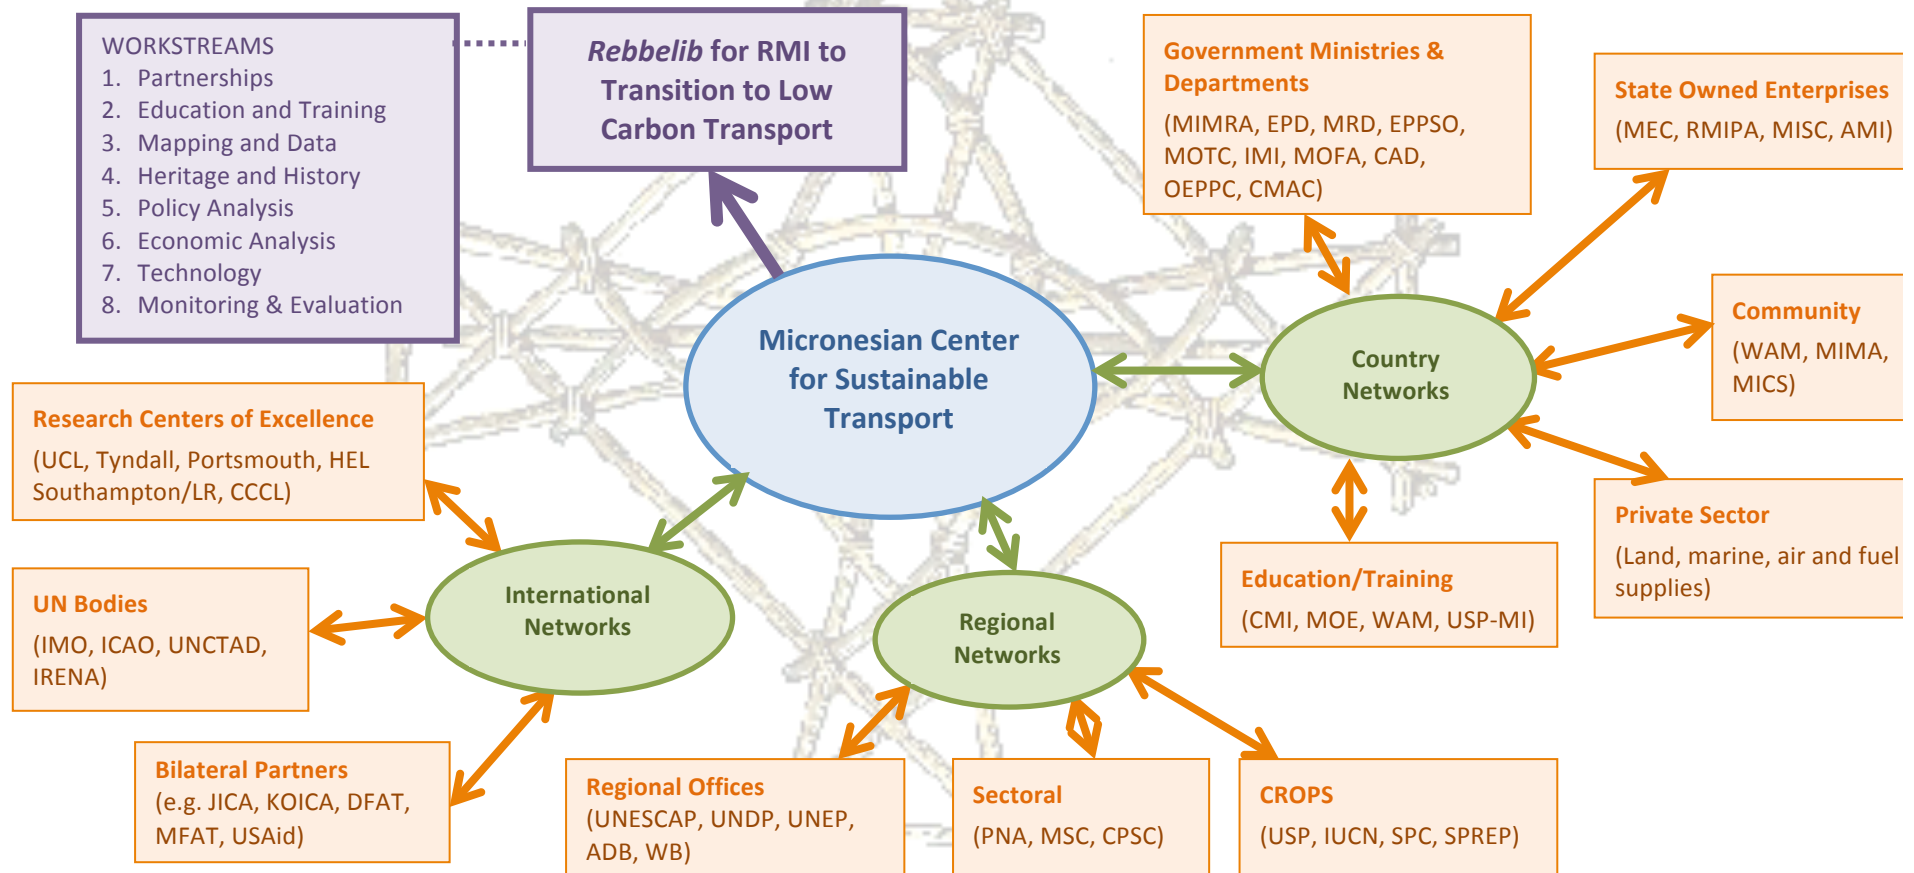 WORKSTREAMS
1. Partnerships
2. Education and Training
3. Mapping and Data
4. Heritage and History
5. Policy Analysis
6. Economic Analysis
7. Technology
8. Monitoring & Evaluation
Rebbelib for RMI to
Transition to Low
Carbon Transport
Government Ministries &
Departments
(MIMRA, EPD, MRD, EPPSO,
MOTC, IMI, MOFA, CAD,
OEPPC, CMAC)
State Owned Enterprises
(MEC, RMIPA, MISC, AMI)
Community
(WAM, MIMA,
MICS)
Micronesian Center
for Sustainable
Transport
Country
Networks
Research Centers of Excellence
(UCL, Tyndall, Portsmouth, HEL
Southampton/LR, CCCL)
Private Sector
(Land, marine, air and fuel
supplies)
Education/Training
(CMI, MOE, WAM, USP-MI)
UN Bodies
(IMO, ICAO, UNCTAD,
IRENA)
International
Networks
Regional
Networks
Bilateral Partners
(e.g. JICA, KOICA, DFAT,
MFAT, USAid)
Regional Offices
(UNESCAP, UNDP, UNEP,
ADB, WB)
Sectoral
(PNA, MSC, CPSC)
CROPS
(USP, IUCN, SPC, SPREP)